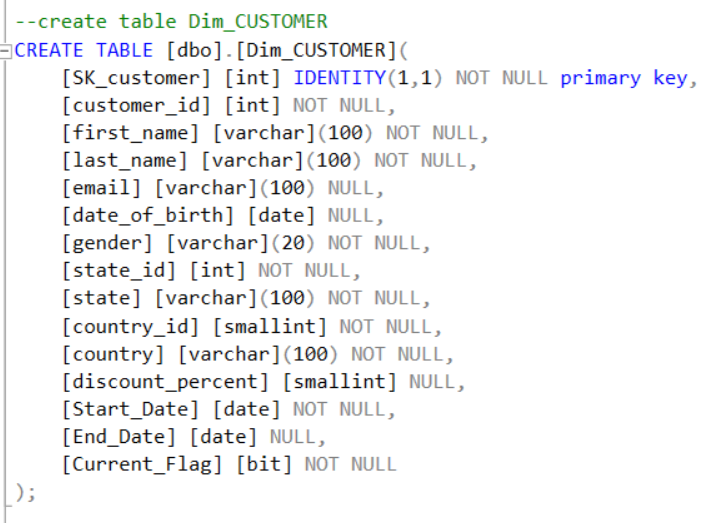 --create table Dim_CUSTOMER
CREATE TABLE [dbo].[Dim_CUSTOMER](
[SK_customer] [int] IDENTITY(1,1) NOT NULL primary key,
[customer_id] [int] NOT NULL,
[first_name] [varchar](100) NOT NULL,
[last_name] [varchar](100) NOT NULL,
[email] [varchar](100) NULL,
[date_of_birth] [date] NULL,
[gender] [varchar](20) NOT NULL,
[state_id] [int] NOT NULL,
[state] [varchar](100) NOT NULL,
[country_id] [smallint] NOT NULL,
[country] [varchar](100) NOT NULL,
[discount_percent] [smallint] NULL,
[Start_Date] [date] NOT NULL,
[End_Date] [date] NULL,
[Current_Flag] [bit] NOT NULL
);